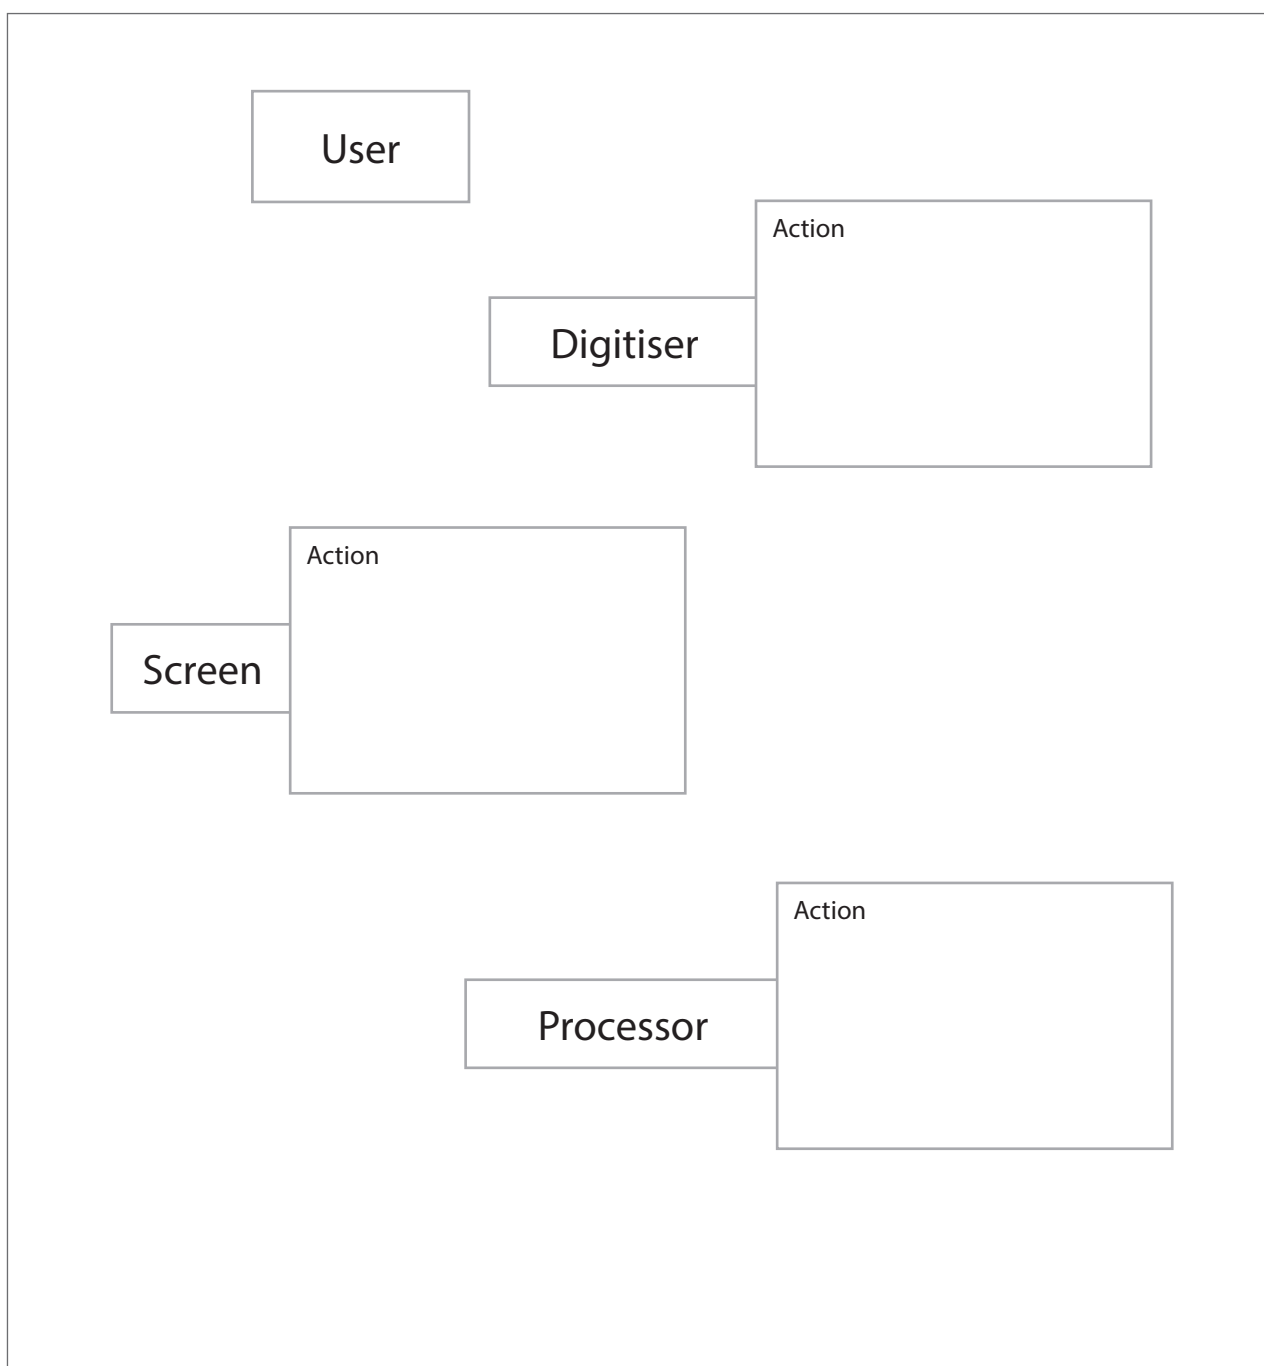 User
Action
Digitiser
Action
Screen
Action
Processor